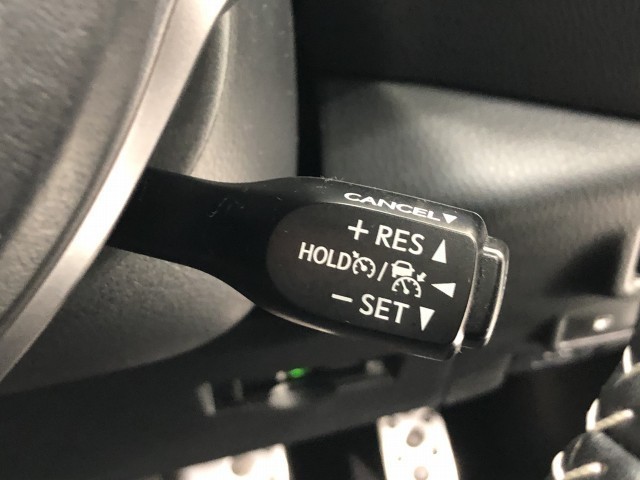 CANCEL▼
+ RES ▲
HOLD / ◀
− SET ▼